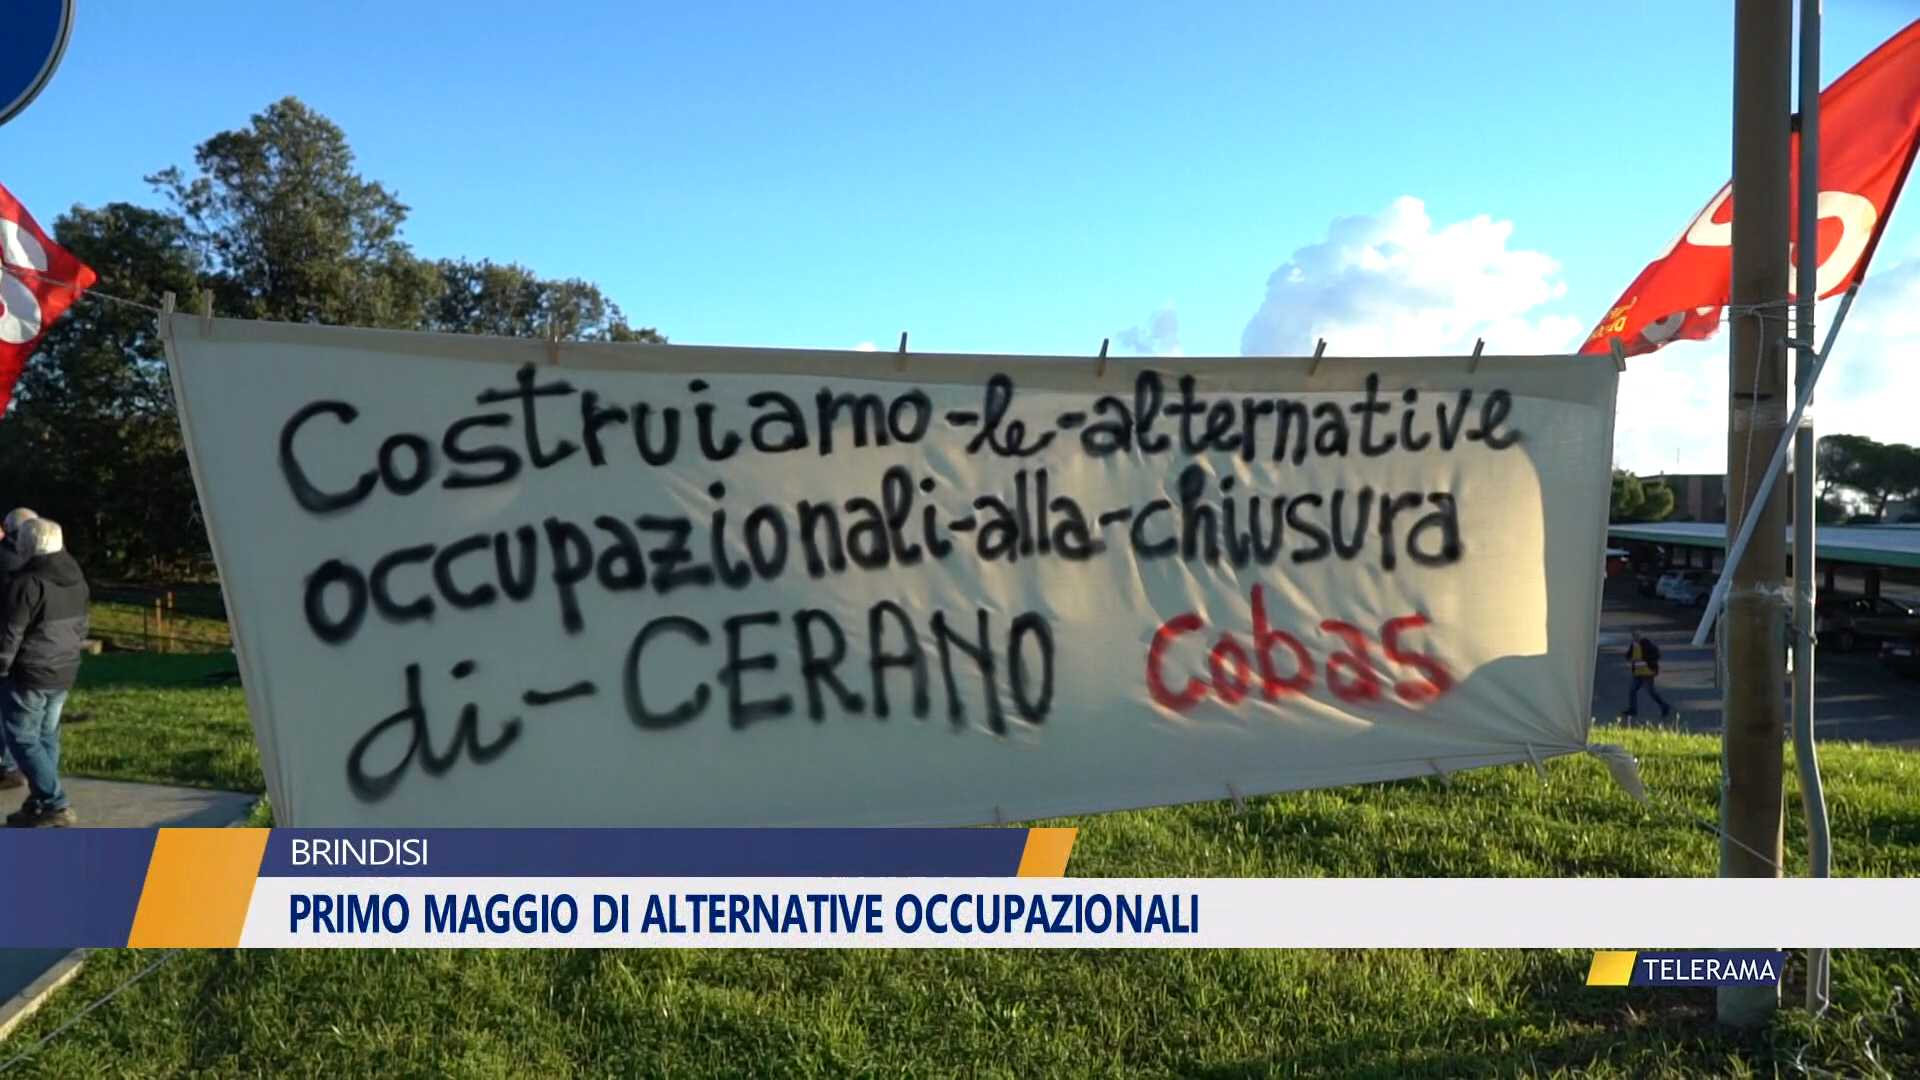 Costruiamo-le-alternative
occupazionali-alla-chiusura
di-CERANO Cobas
BRINDISI
PRIMO MAGGIO DI ALTERNATIVE OCCUPAZIONALI
TELERAMA